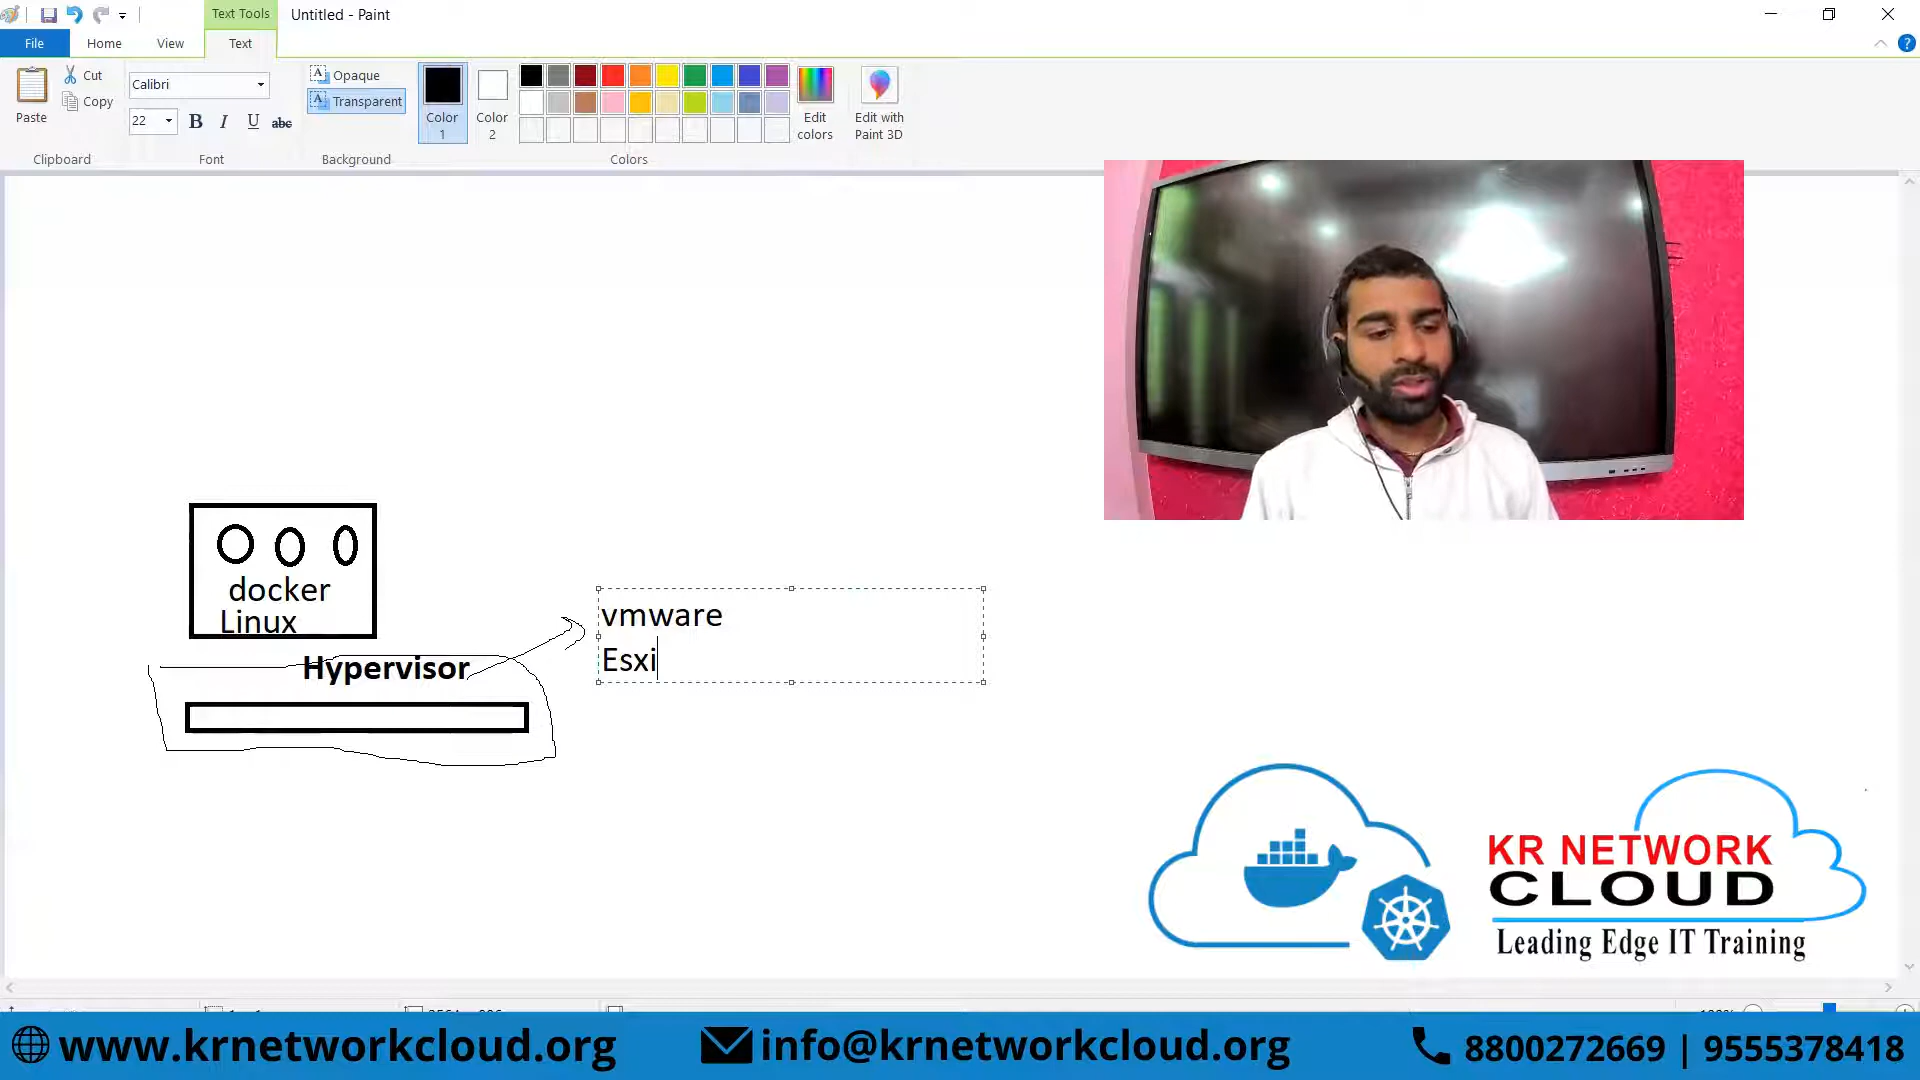 Text Tools
Untitled - Paint
File
Home
View
Text
Paste
Cut
Copy
Clipboard
Calibri
22
B
I
U
abc
Font
A
Opaque
A
Transparent
Background
Color
1
Color
2
Colors
Edit
colors
Edit with
Paint 3D
docker
Linux
Hypervisor
vmware
Esxi
KR NETWORK
CLOUD
Leading Edge IT Training
www.krnetworkcloud.org
info@krnetworkcloud.org
8800272669 | 9555378418